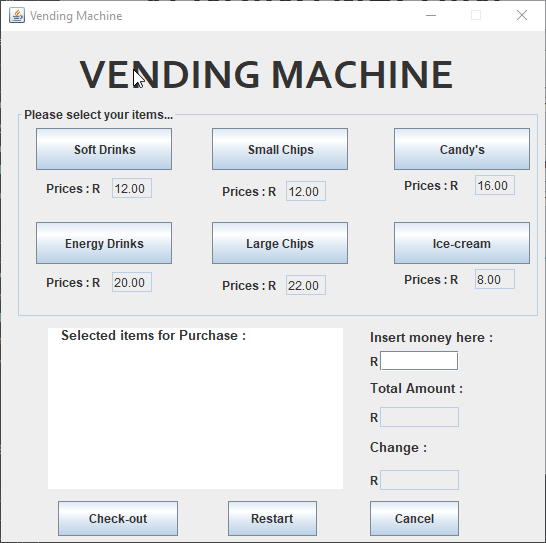 Vending Machine
VENDING MACHINE
Please select your items...
Soft Drinks Small Chips Candy's
Prices : R 12.00 Prices : R 12.00 Prices : R 16.00
Energy Drinks Large Chips Ice-cream
Prices : R 20.00 Prices : R 22.00 Prices : R 8.00
Selected items for Purchase :
Insert money here :
R
Total Amount :
R
Change :
R
Check-out Restart Cancel